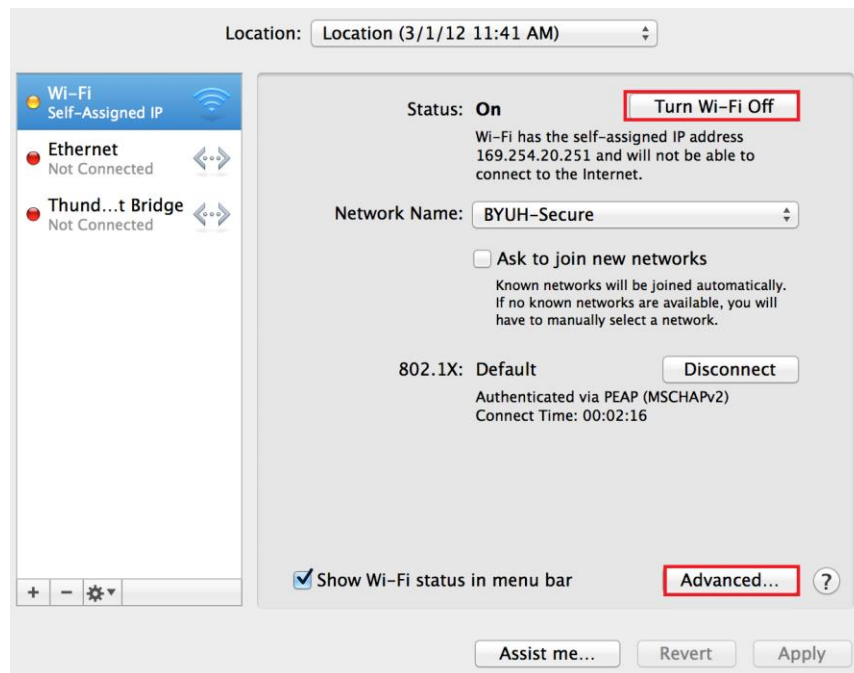 Location: Location (3/1/12 11:41 AM)
Wi-Fi
Self-Assigned IP
Ethernet
Not Connected
Thund...t Bridge
Not Connected
Status: On Turn Wi-Fi Off
Wi-Fi has the self-assigned IP address
169.254.20.251 and will not be able to
connect to the Internet.
Network Name: BYUH-Secure
Ask to join new networks
Known networks will be joined automatically.
If no known networks are available, you will
have to manually select a network.
802.1X: Default Disconnect
Authenticated via PEAP (MSCHAPv2)
Connect Time: 00:02:16
Show Wi-Fi status in menu bar Advanced... ?
+ −
Assist me... Revert Apply